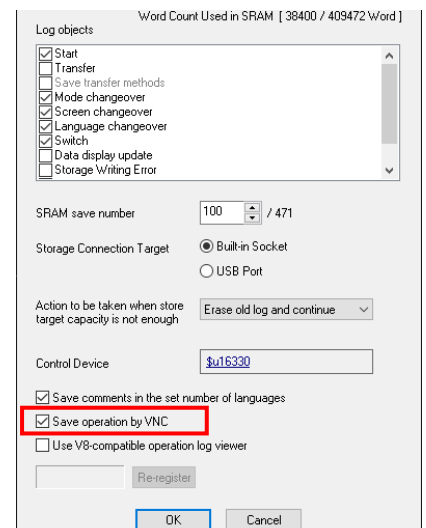 Word Count Used in SRAM [ 38400 / 409472 Word ]
Log objects
Start
Transfer
Save transfer methods
Mode changeover
Screen changeover
Language changeover
Switch
Data display update
Storage Writing Error
SRAM save number 100 / 471
Storage Connection Target Built-in Socket
USB Port
Action to be taken when store
target capacity is not enough Erase old log and continue
Control Device $u16330
Save comments in the set number of languages
Save operation by VNC
Use V8-compatible operation log viewer
Re-register
OK Cancel